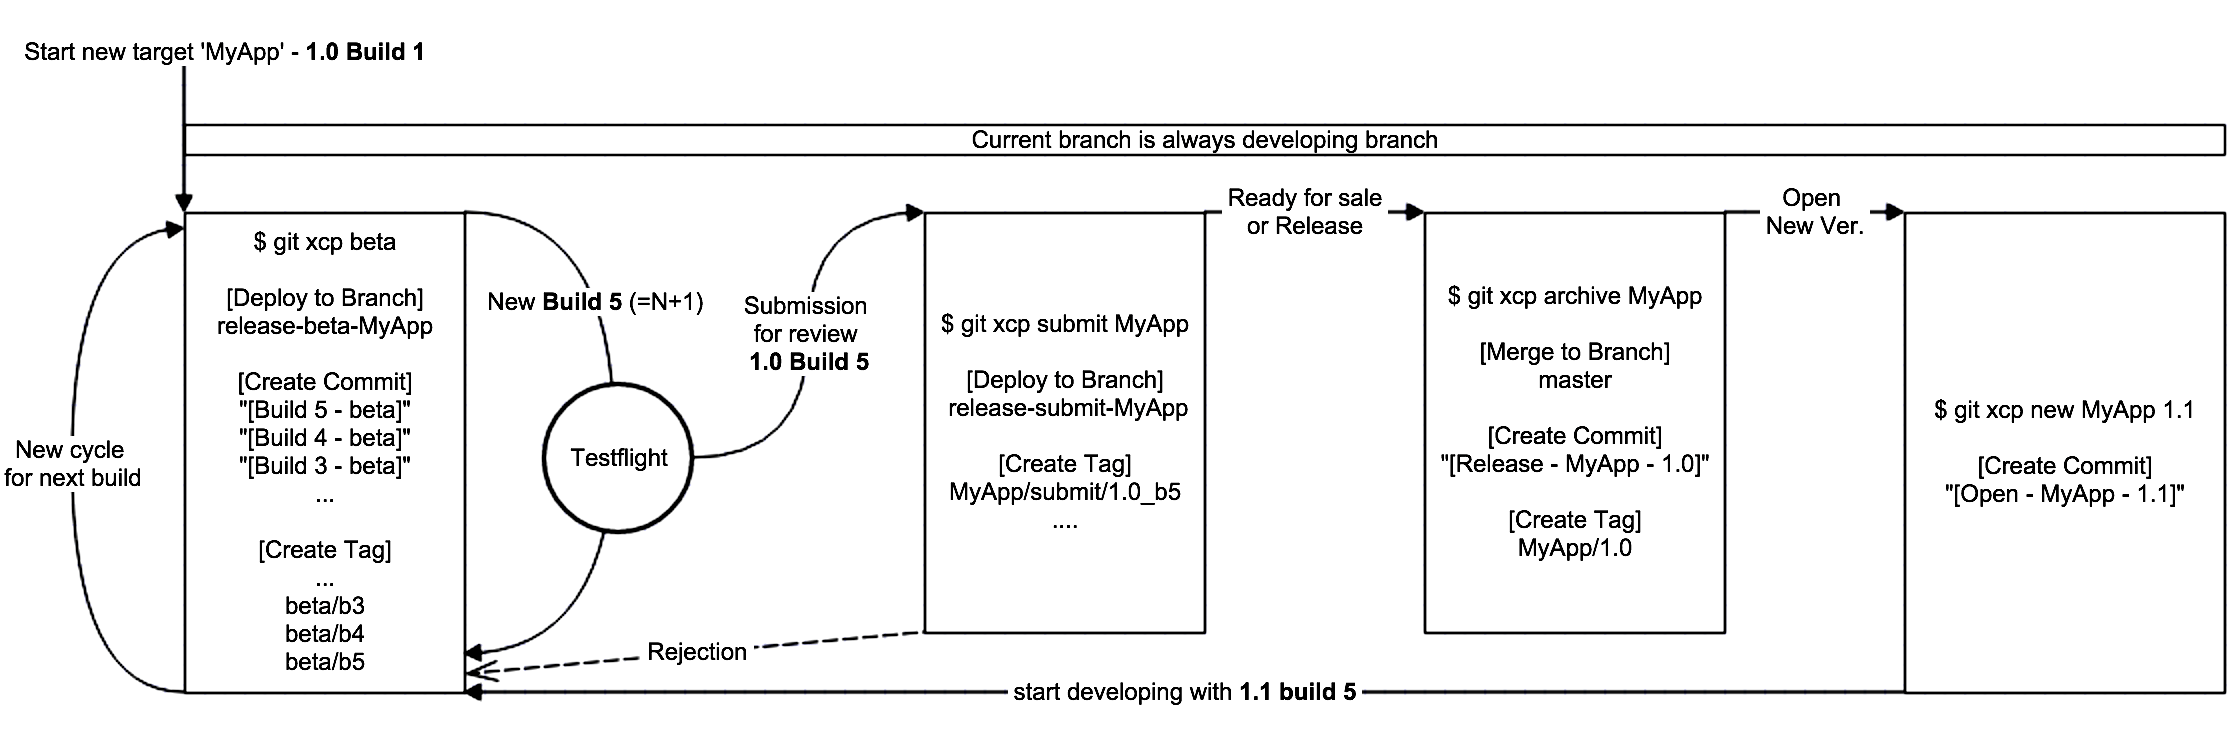 Start new target 'MyApp' - 1.0 Build 1
Current branch is always developing branch
New cycle
for next build
$ git xcp beta
[Deploy to Branch]
release-beta-MyApp
[Create Commit]
"[Build 5 - beta]"
"[Build 4 - beta]"
"[Build 3 - beta]"
...
[Create Tag]
...
beta/b3
beta/b4
beta/b5
New Build 5 (=N+1)
Testflight
Submission
for review
1.0 Build 5
$ git xcp submit MyApp
[Deploy to Branch]
release-submit-MyApp
[Create Tag]
MyApp/submit/1.0_b5
....
Rejection
Ready for sale
or Release
$ git xcp archive MyApp
[Merge to Branch]
master
[Create Commit]
"[Release - MyApp - 1.0]"
[Create Tag]
MyApp/1.0
Open
New Ver.
$ git xcp new MyApp 1.1
[Create Commit]
"[Open - MyApp - 1.1]"
start developing with 1.1 build 5